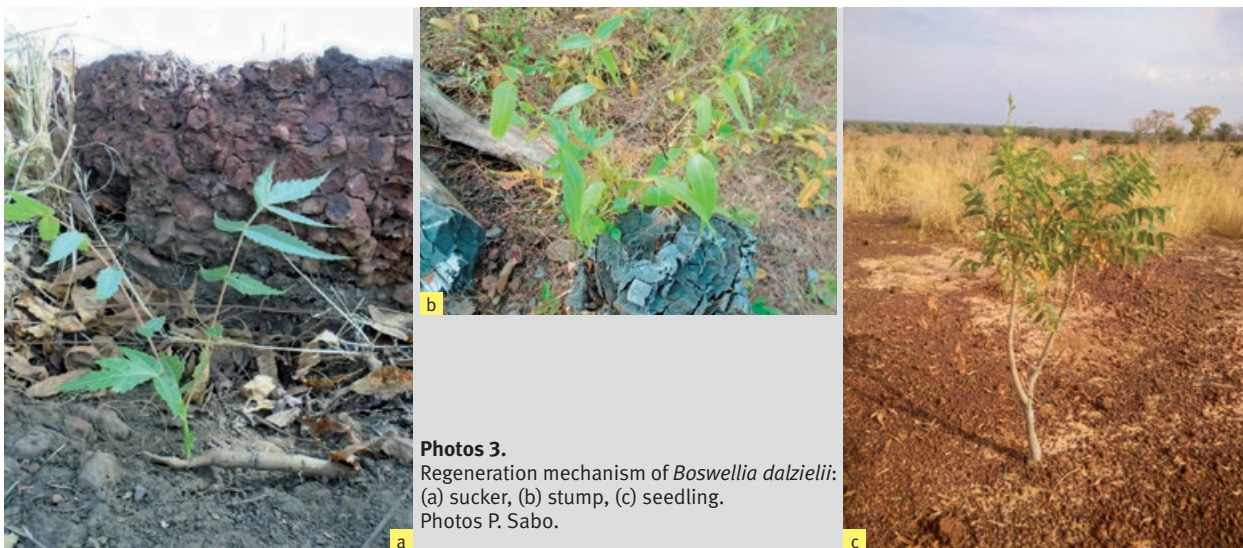 a
b
c
Photos 3.
Regeneration mechanism of Boswellia dalzielii:
(a) sucker, (b) stump, (c) seedling.
Photos P. Sabo.